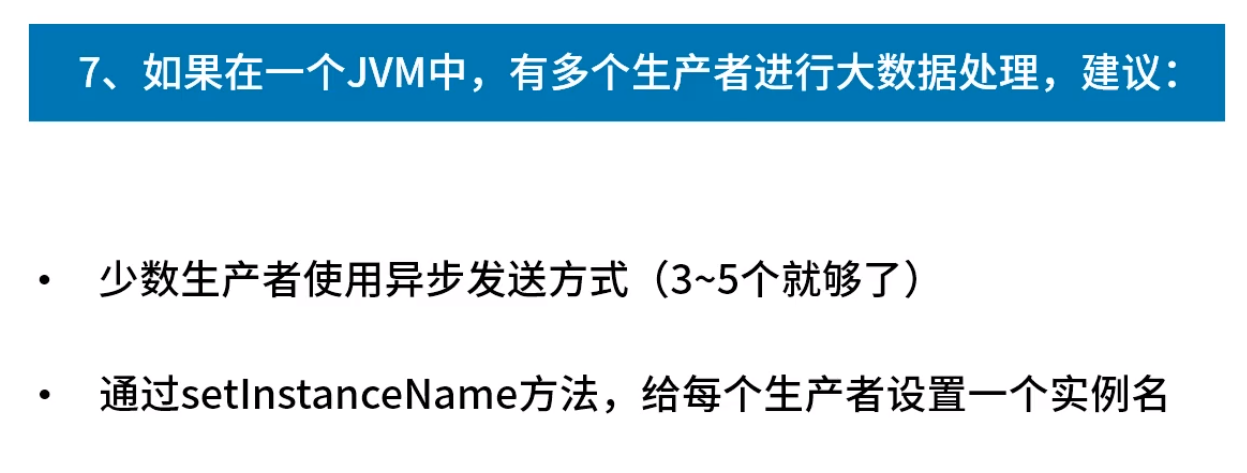 7、如果在一个JVM中，有多个生产者进行大数据处理，建议：
• 少数生产者使用异步发送方式（3~5个就够了）
• 通过setInstanceName方法，给每个生产者设置一个实例名